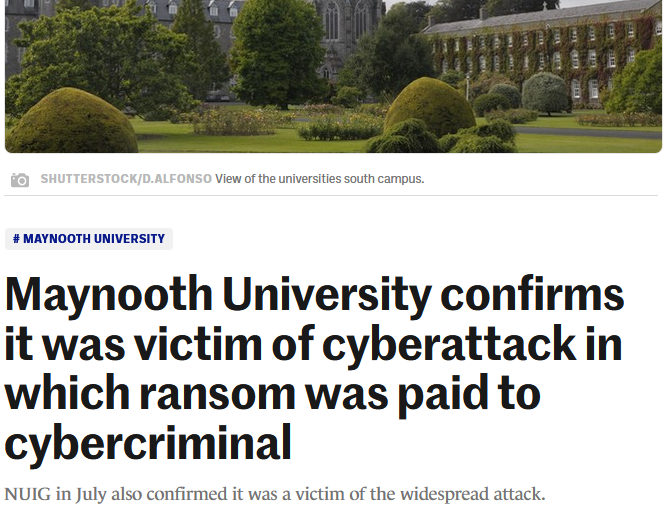 SHUTTERSTOCK/D.ALFONSO View of the universities south campus.
# MAYNOOTH UNIVERSITY
Maynooth University confirms
it was victim of cyberattack in
which ransom was paid to
cybercriminal
NUIG in July also confirmed it was a victim of the widespread attack.